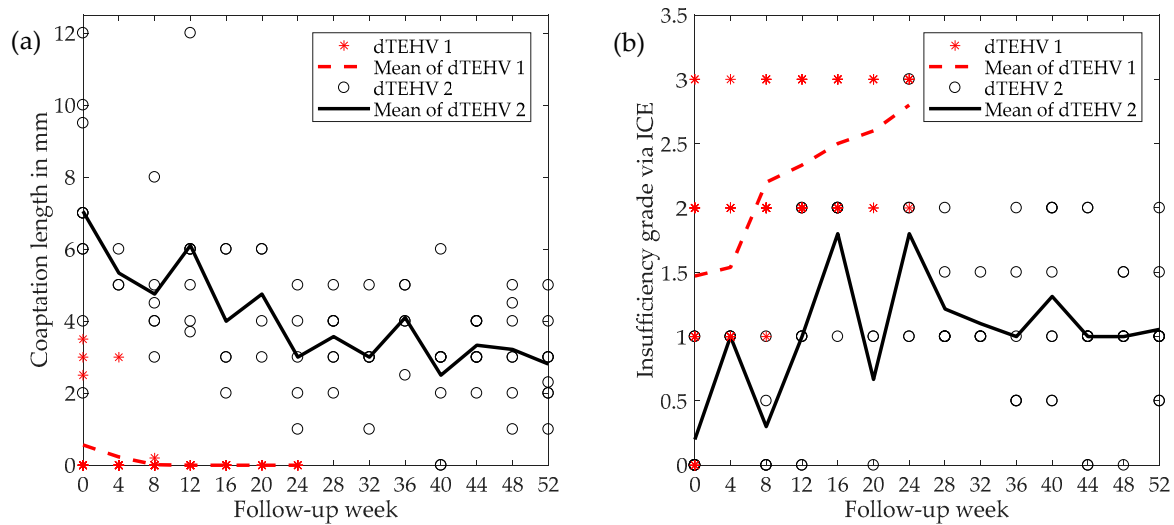 (a)
12
10
8
6
4
2
0
Coaptation length in mm
dTEHV 1
Mean of dTEHV 1
dTEHV 2
Mean of dTEHV 2
0 4 8 12 16 20 24 28 32 36 40 44 48 52
Follow-up week
(b)
3.5
3
2.5
2
1.5
1
0.5
0
Insufficiency grade via ICE
dTEHV 1
Mean of dTEHV 1
dTEHV 2
Mean of dTEHV 2
0 4 8 12 16 20 24 28 32 36 40 44 48 52
Follow-up week